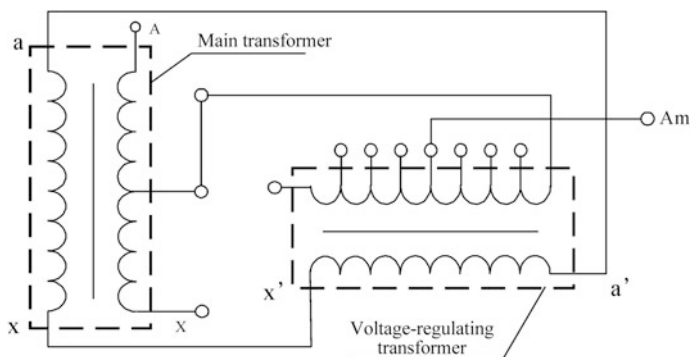 a
A
Main transformer
Am
x'
a'
x
X
Voltage-regulating
transformer